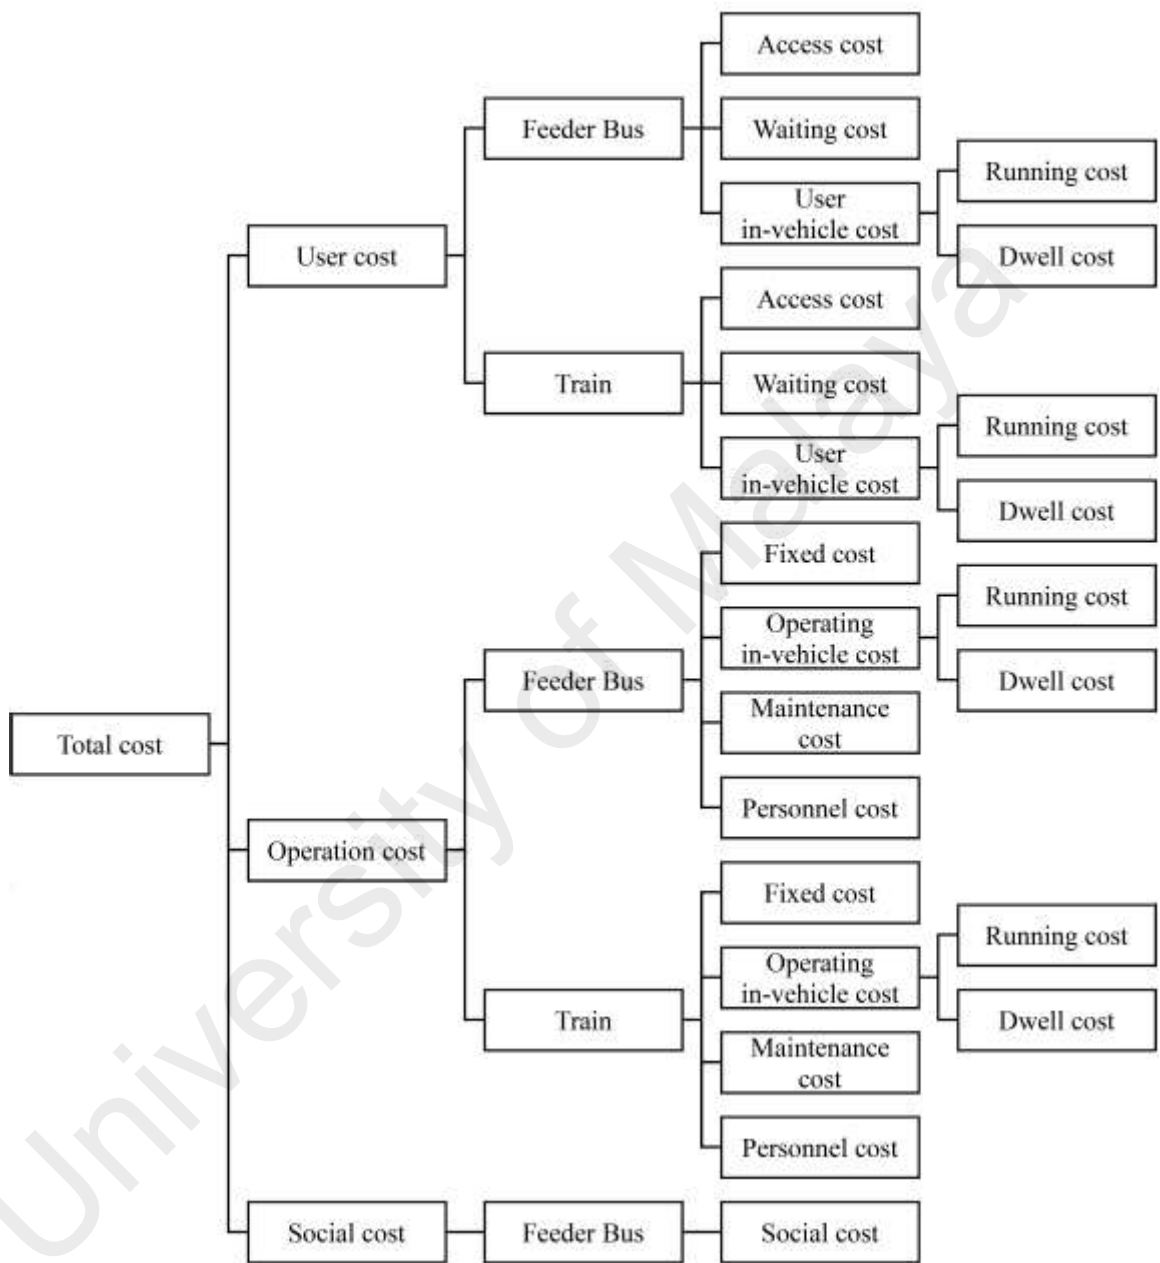 Total cost
User cost
Feeder Bus
Access cost
Waiting cost
User
in-vehicle cost
Running cost
Dwell cost
Train
Access cost
Waiting cost
User
in-vehicle cost
Running cost
Dwell cost
Operation cost
Feeder Bus
Fixed cost
Operating
in-vehicle cost
Running cost
Dwell cost
Maintenance
cost
Personnel cost
Train
Fixed cost
Operating
in-vehicle cost
Running cost
Dwell cost
Maintenance
cost
Personnel cost
Social cost
Feeder Bus
Social cost
University of Malaya